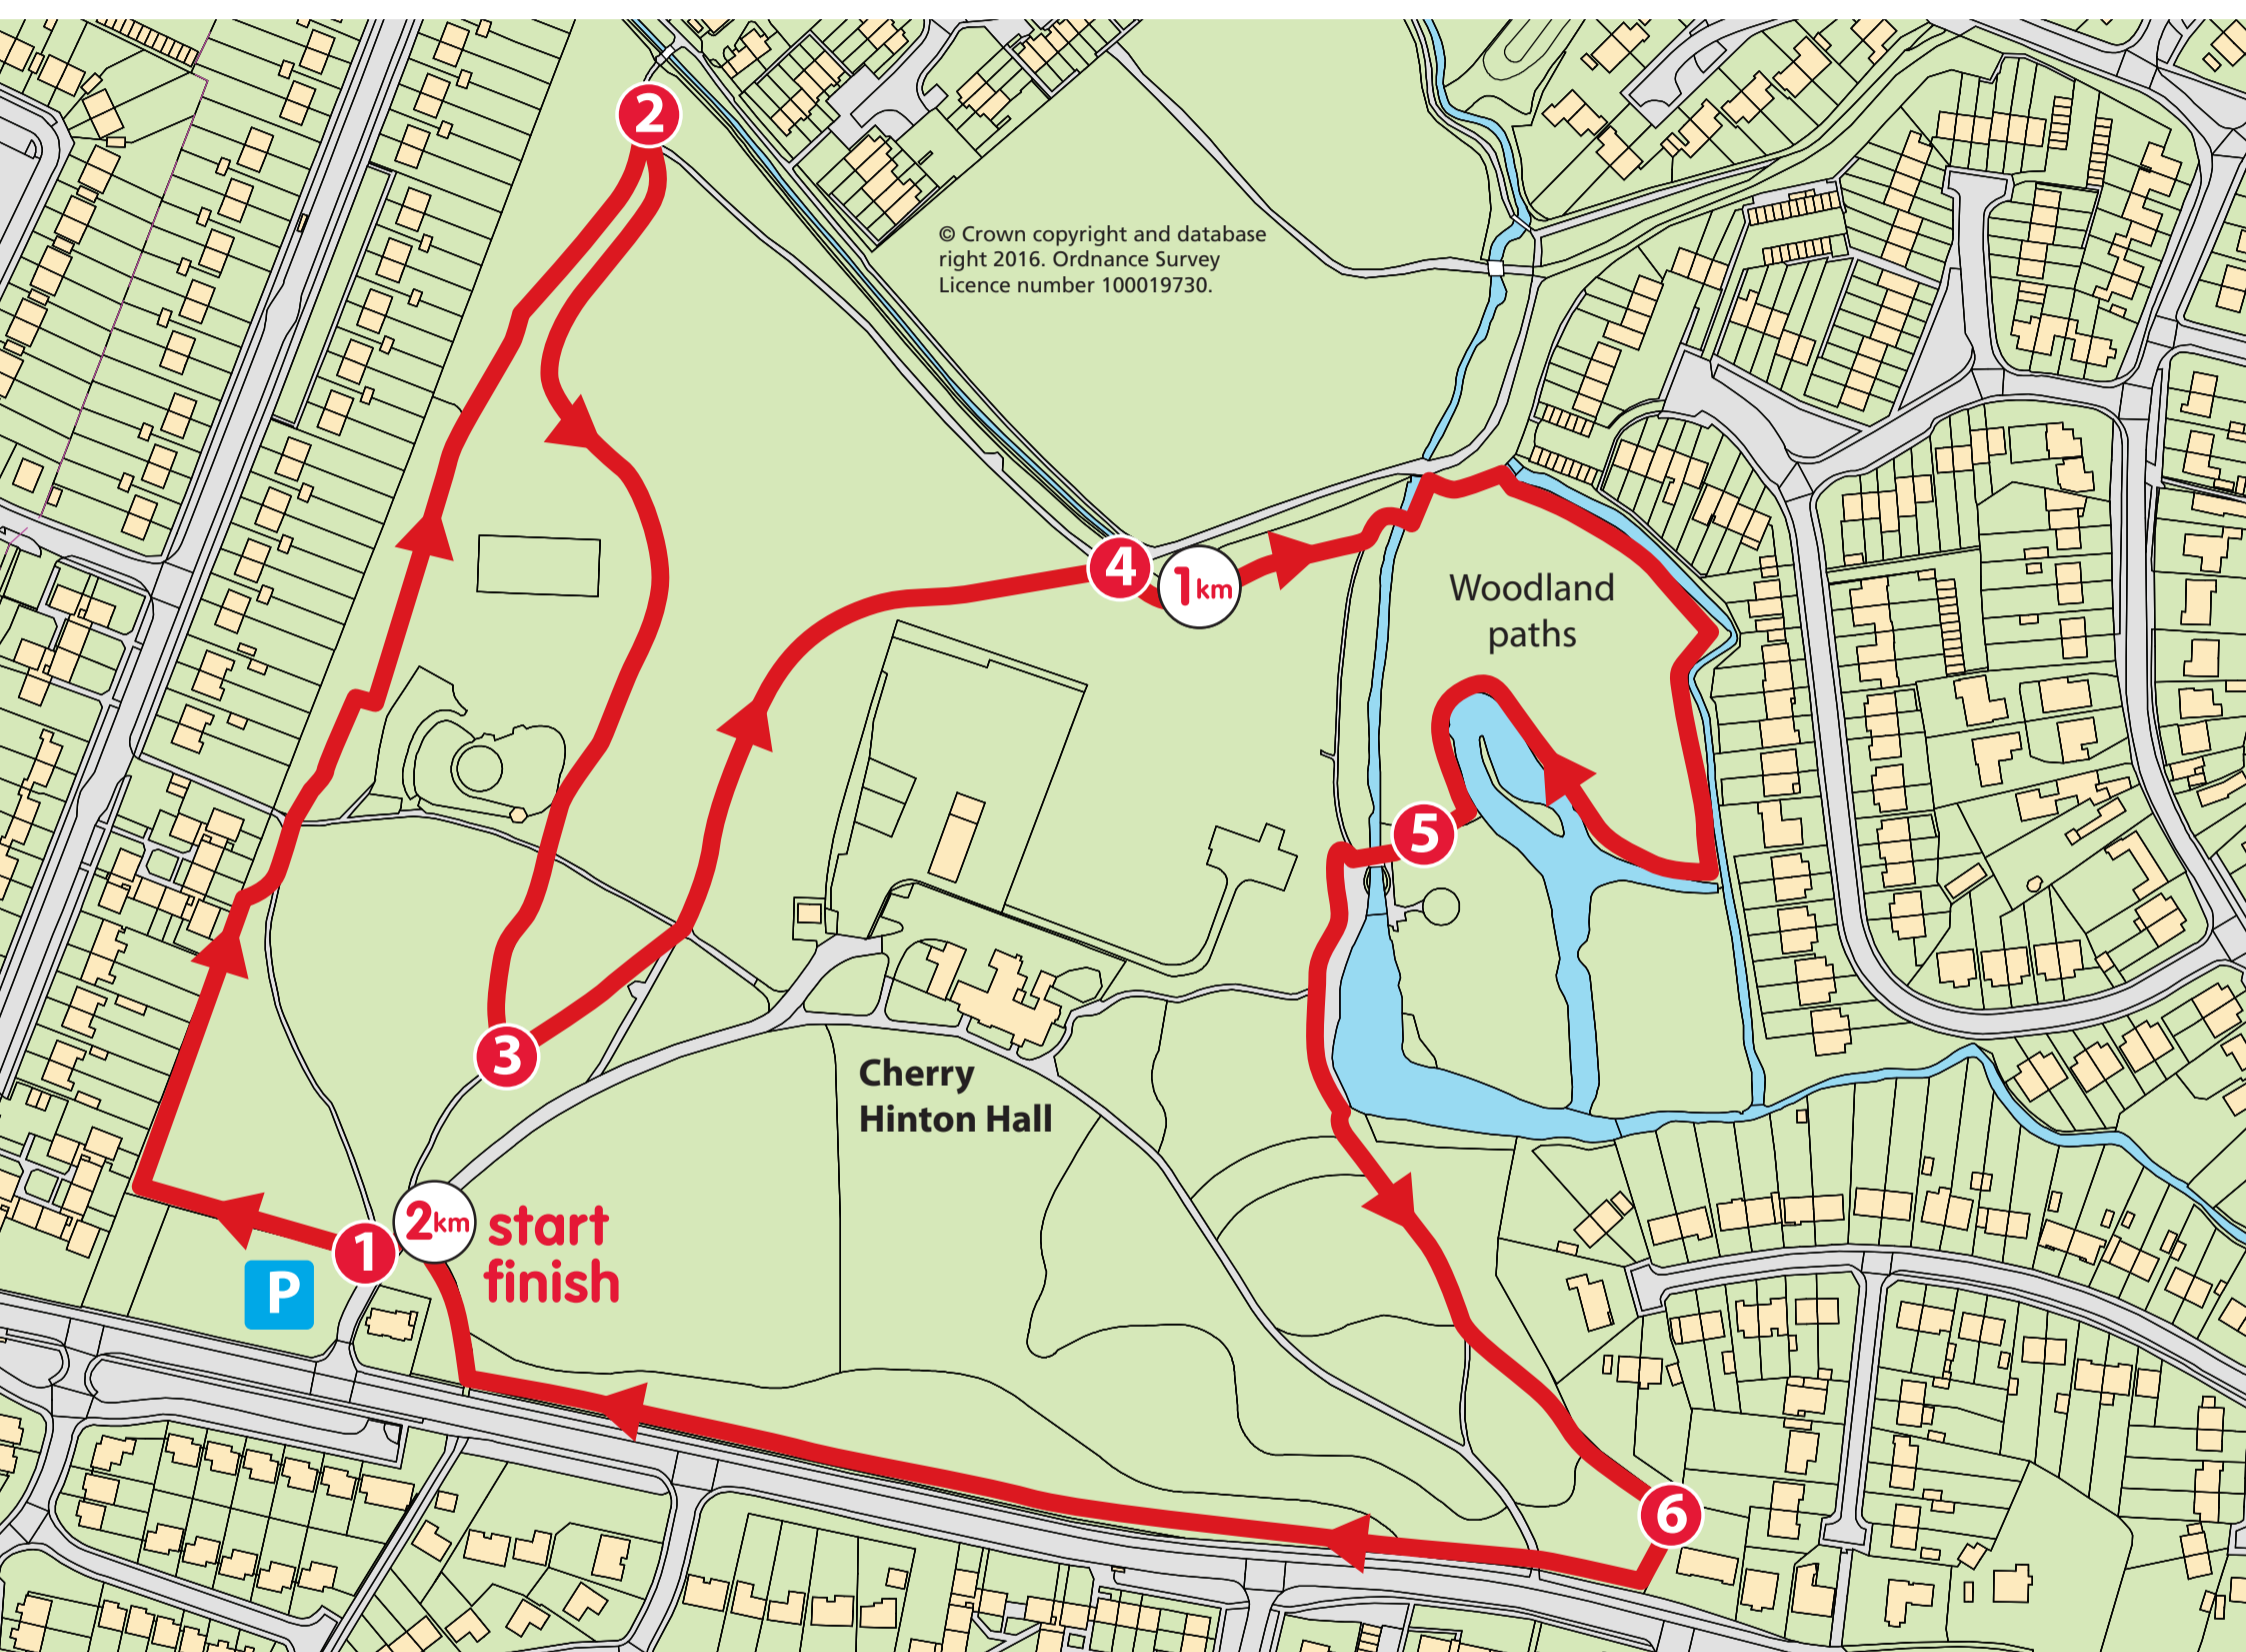 2
© Crown copyright and database
right 2016. Ordnance Survey
Licence number 100019730.
4
1km
Woodland
paths
5
3
Cherry
Hinton Hall
2km
start
finish
1
P
6